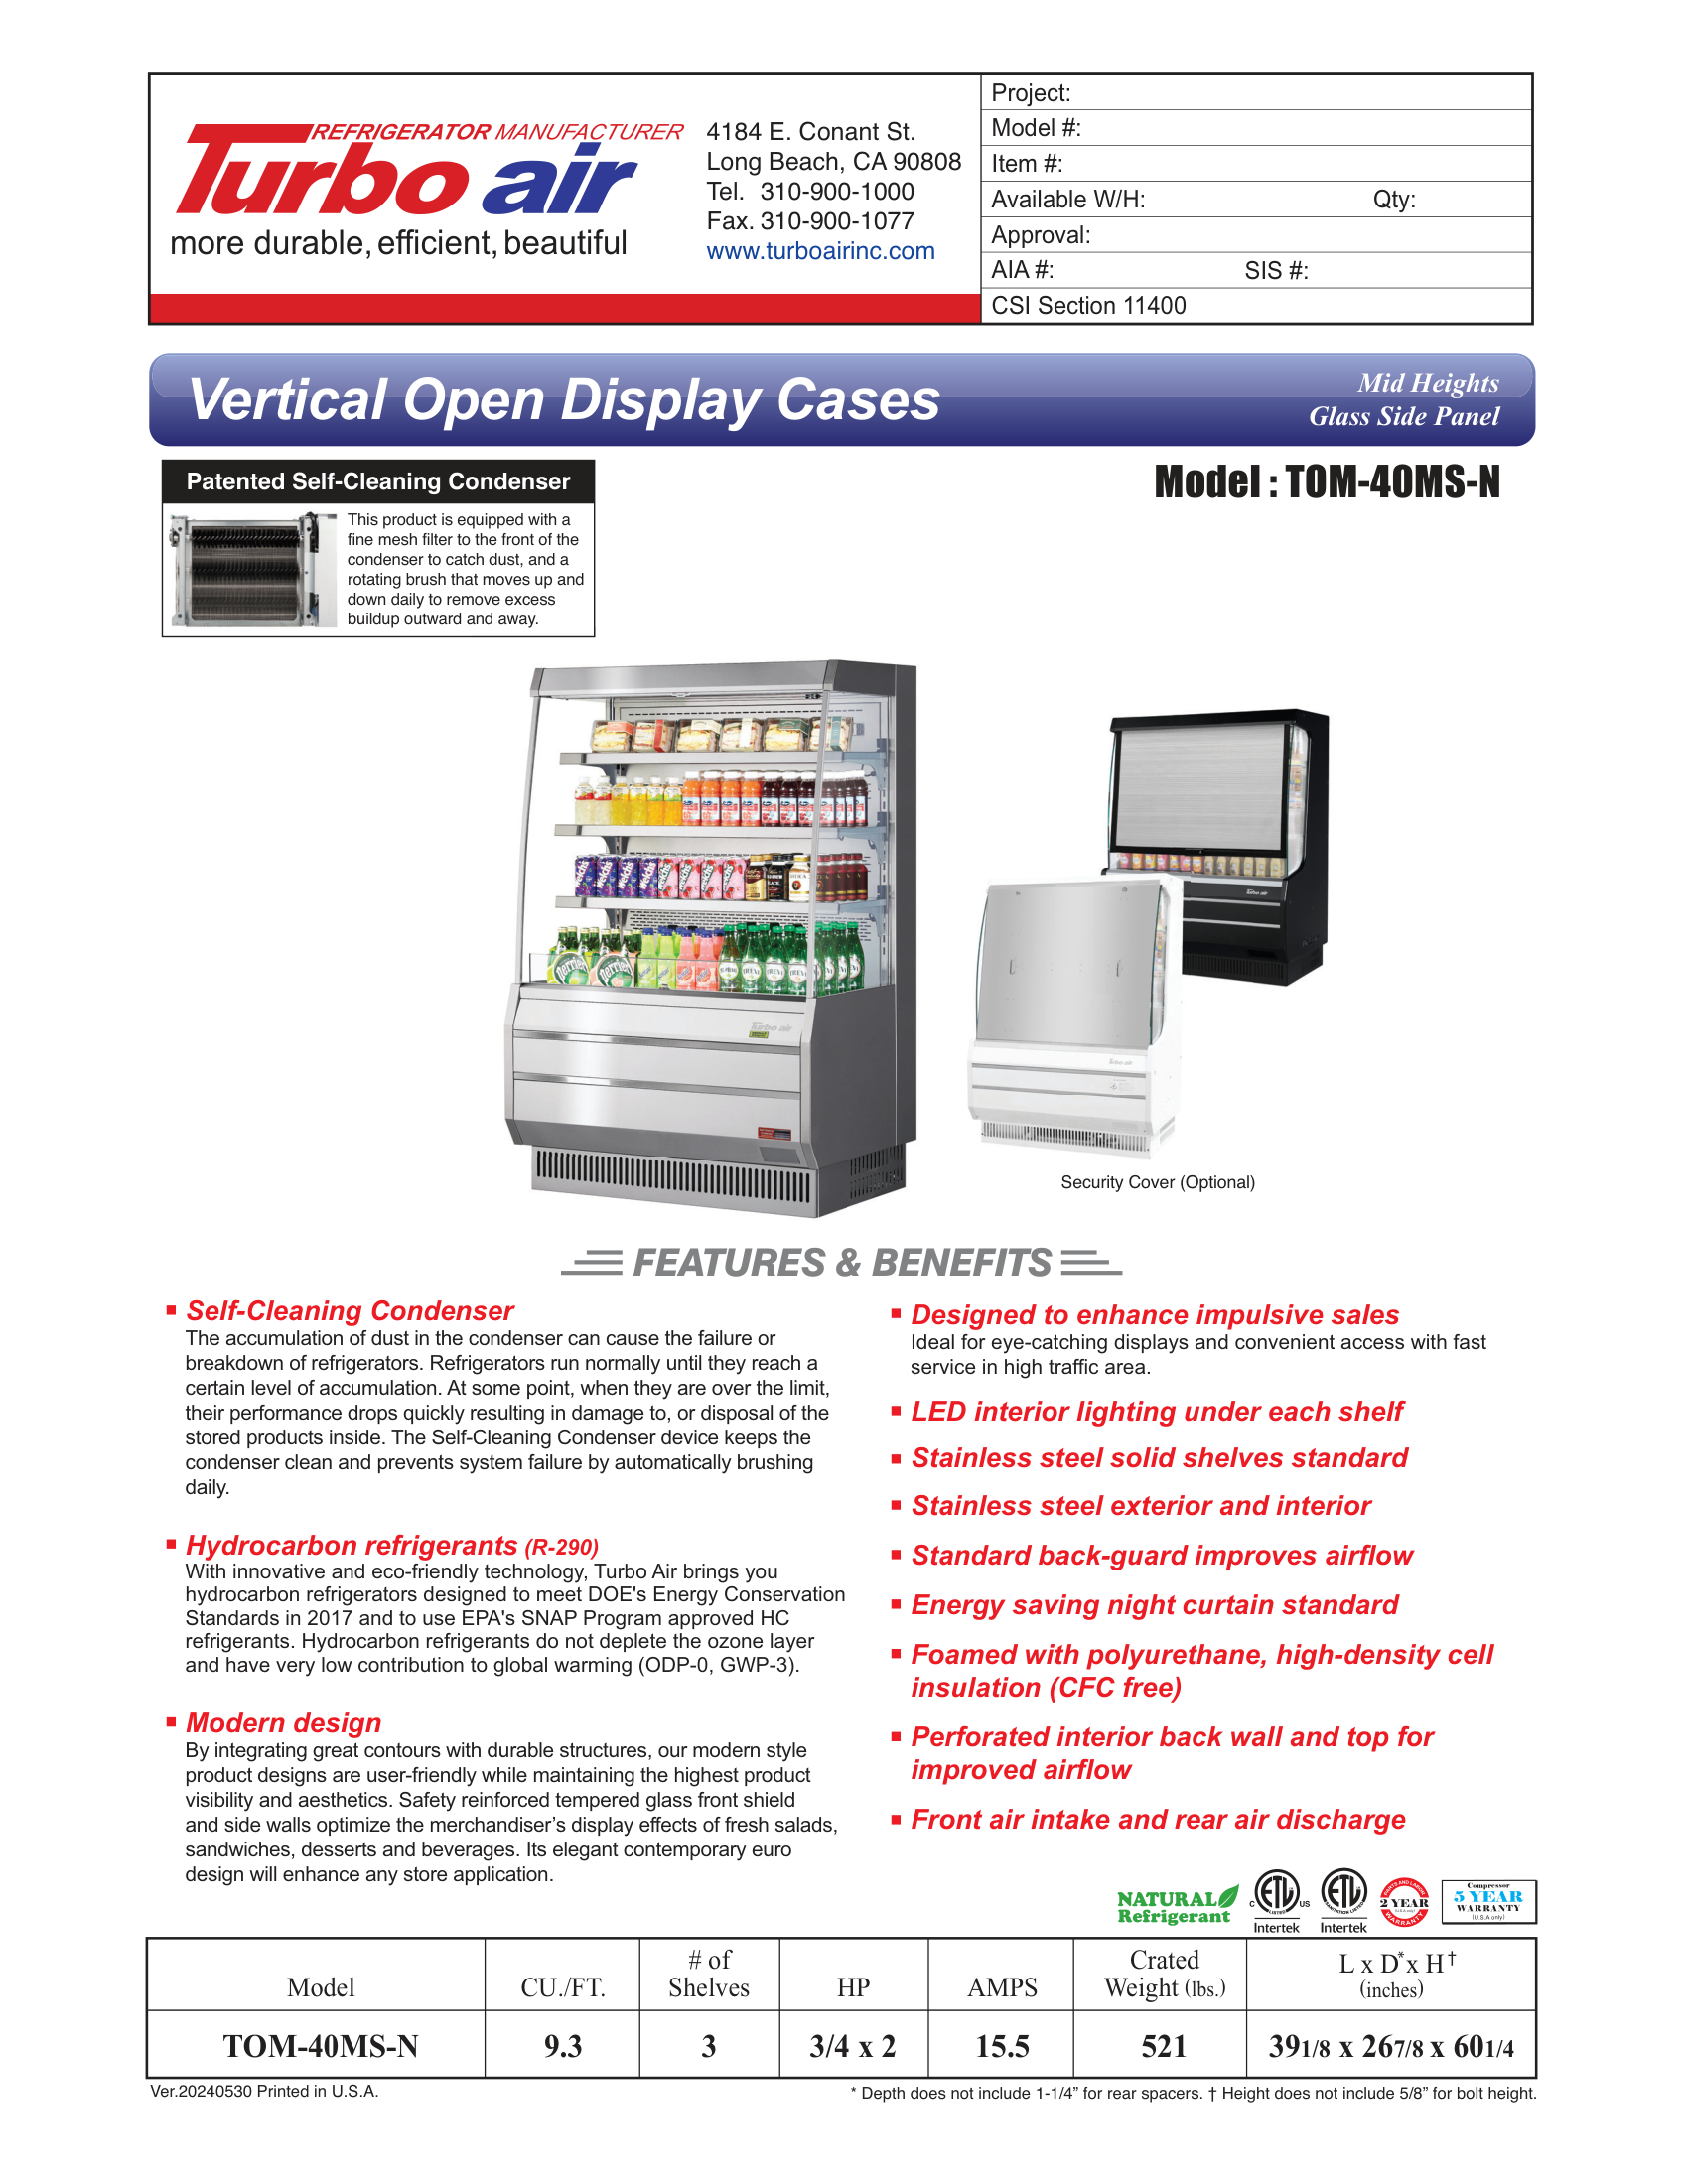 REFRIGERATOR MANUFACTURER
Turbo air
more durable, efficient, beautiful
4184 E. Conant St.
Long Beach, CA 90808
Tel. 310-900-1000
Fax. 310-900-1077
www.turboairinc.com
Project:
Model #:
Item #:
Available W/H: Qty:
Approval:
AIA #: SIS #:
CSI Section 11400
Vertical Open Display Cases
Mid Heights
Glass Side Panel
Patented Self-Cleaning Condenser
This product is equipped with a
fine mesh filter to the front of the
condenser to catch dust, and a
rotating brush that moves up and
down daily to remove excess
buildup outward and away.
Model : TOM-40MS-N
Turbo air
Turbo air
Turbo air
Security Cover (Optional)
FEATURES & BENEFITS
▪ Self-Cleaning Condenser
The accumulation of dust in the condenser can cause the failure or
breakdown of refrigerators. Refrigerators run normally until they reach a
certain level of accumulation. At some point, when they are over the limit,
their performance drops quickly resulting in damage to, or disposal of the
stored products inside. The Self-Cleaning Condenser device keeps the
condenser clean and prevents system failure by automatically brushing
daily.
▪ Hydrocarbon refrigerants (R-290)
With innovative and eco-friendly technology, Turbo Air brings you
hydrocarbon refrigerators designed to meet DOE's Energy Conservation
Standards in 2017 and to use EPA's SNAP Program approved HC
refrigerants. Hydrocarbon refrigerants do not deplete the ozone layer
and have very low contribution to global warming (ODP-0, GWP-3).
▪ Modern design
By integrating great contours with durable structures, our modern style
product designs are user-friendly while maintaining the highest product
visibility and aesthetics. Safety reinforced tempered glass front shield
and side walls optimize the merchandiser's display effects of fresh salads,
sandwiches, desserts and beverages. Its elegant contemporary euro
design will enhance any store application.
▪ Designed to enhance impulsive sales
Ideal for eye-catching displays and convenient access with fast
service in high traffic area.
▪ LED interior lighting under each shelf
▪ Stainless steel solid shelves standard
▪ Stainless steel exterior and interior
▪ Standard back-guard improves airflow
▪ Energy saving night curtain standard
▪ Foamed with polyurethane, high-density cell
insulation (CFC free)
▪ Perforated interior back wall and top for
improved airflow
▪ Front air intake and rear air discharge
NATURAL
Refrigerant
C ETL US
LISTED
Intertek
ETL
SANITATION LISTED
Intertek
PARTS AND LABOR
2 YEAR
(U.S.A only)
WARRANTY
Compressor
5 YEAR
WARRANTY
(U.S.A only)
Model CU./FT. # of Shelves HP AMPS Crated Weight (lbs.) L x D* x H† (inches)
TOM-40MS-N 9.3 3 3/4 x 2 15.5 521 39 1/8 x 26 7/8 x 60 1/4
Ver.20240530 Printed in U.S.A.
* Depth does not include 1-1/4” for rear spacers. † Height does not include 5/8” for bolt height.